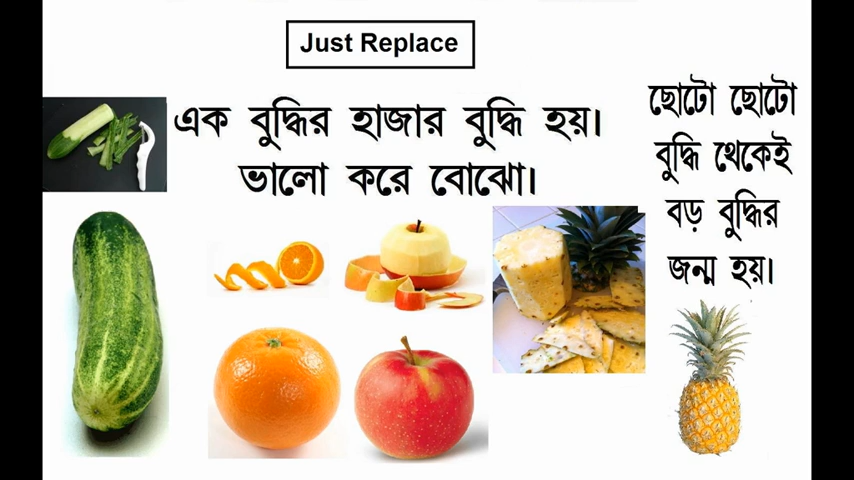 Just Replace
এক বুদ্ধির হাজার বুদ্ধি হয়।
ভালো করে বোঝো।
ছোটো ছোটো
বুদ্ধি থেকেই
বড় বুদ্ধির
জন্ম হয়।